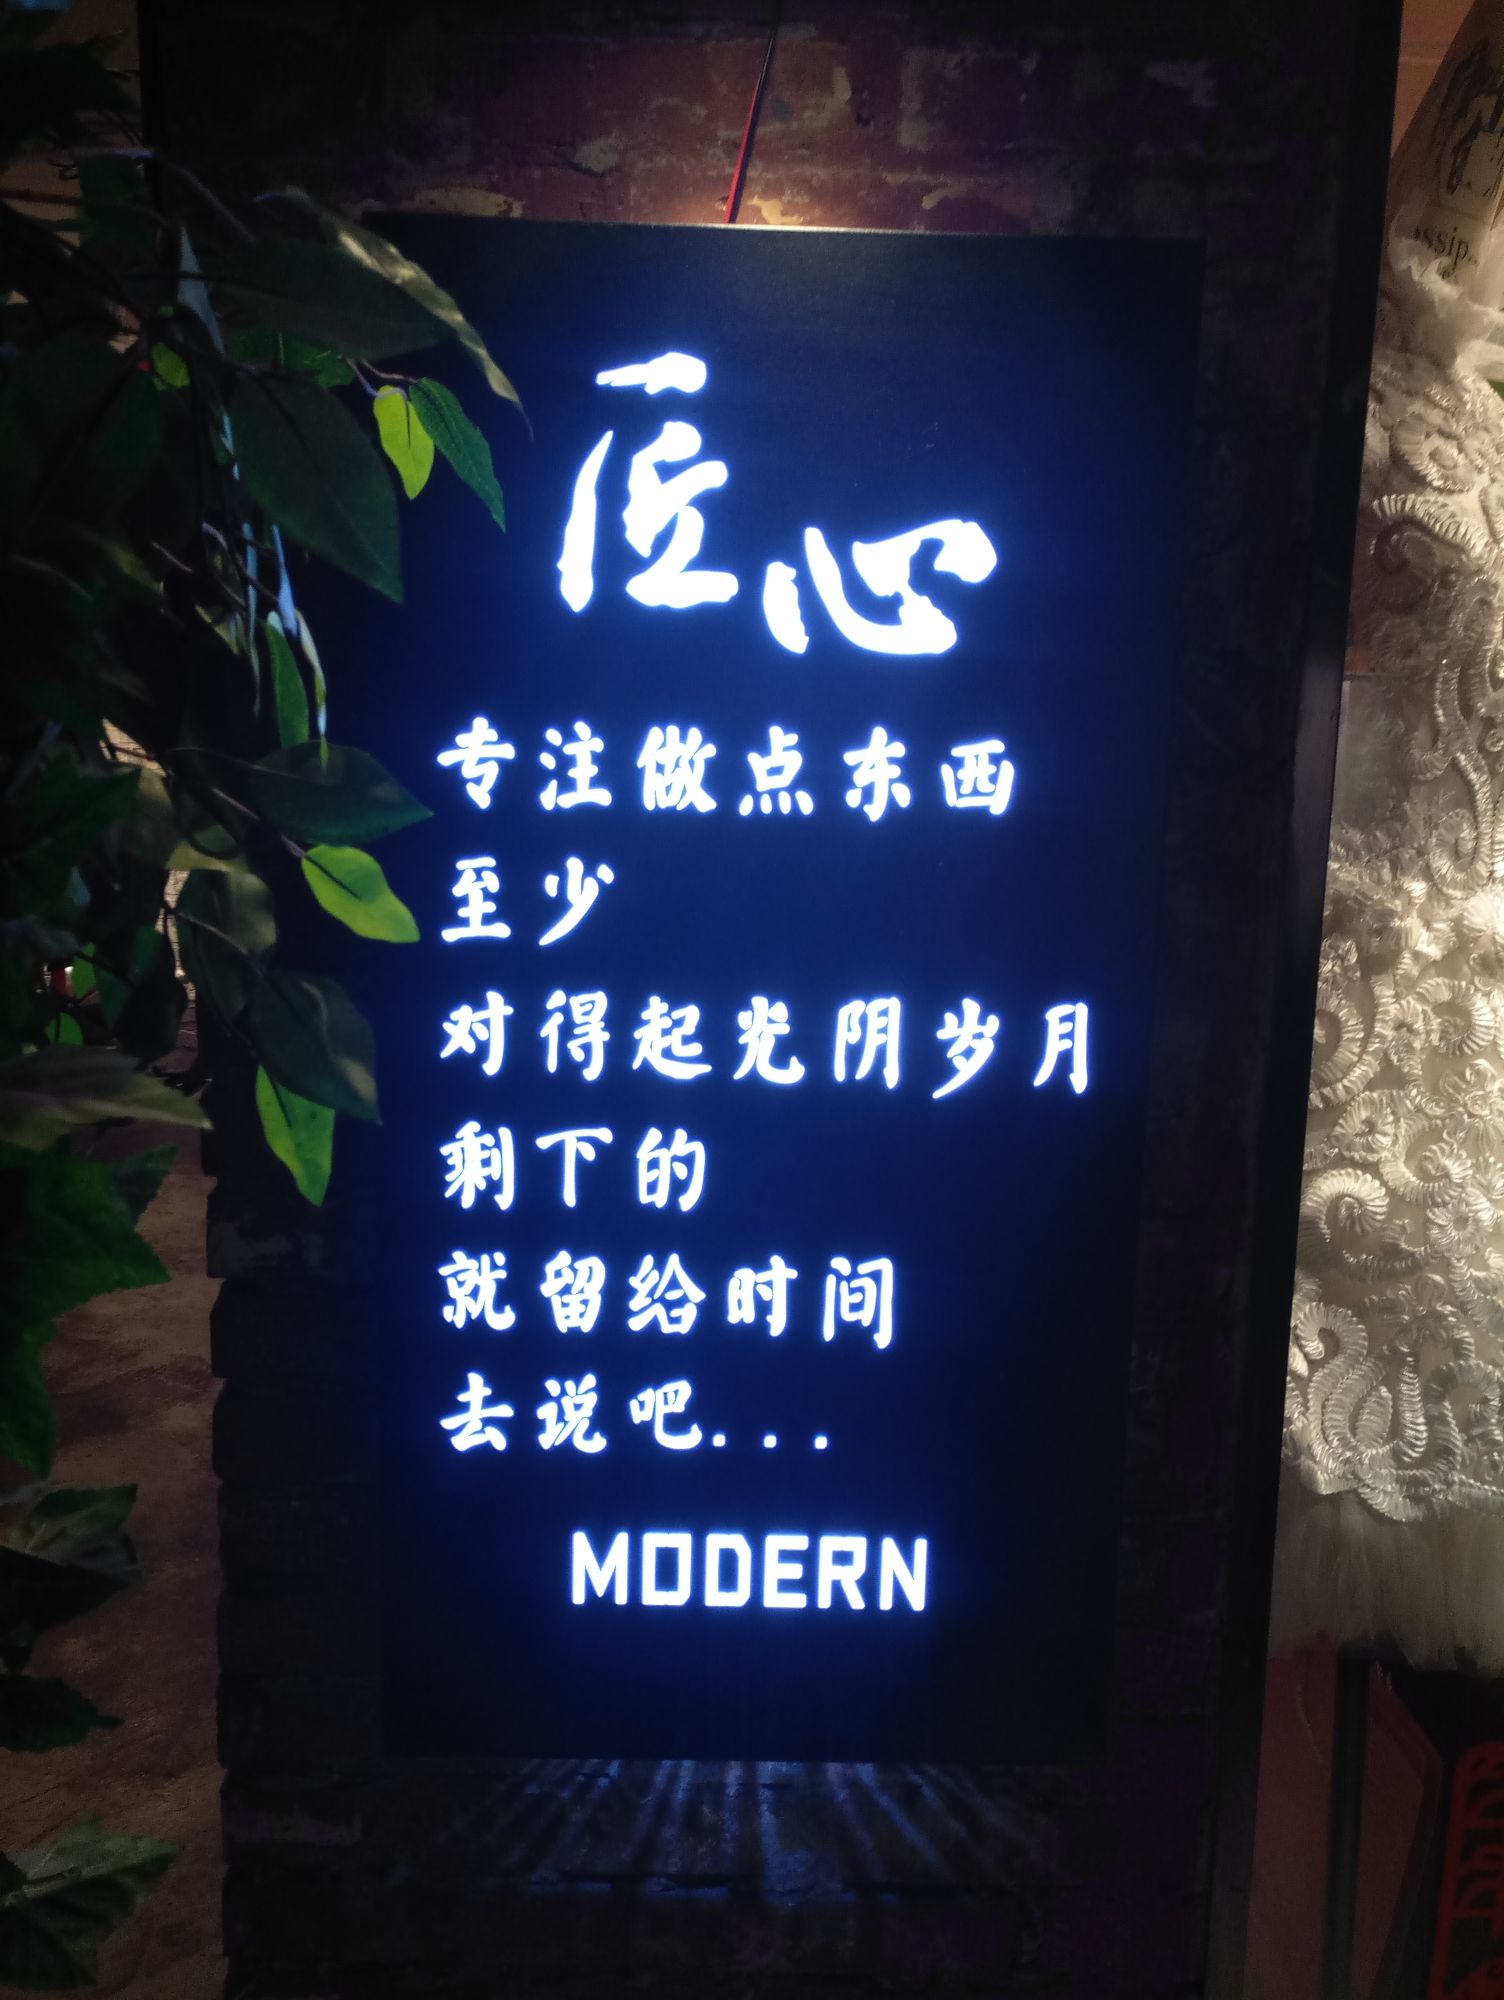 匠心
专注做点东西
至少
对得起光阴岁月
剩下的
就留给时间
去说吧...
MODERN